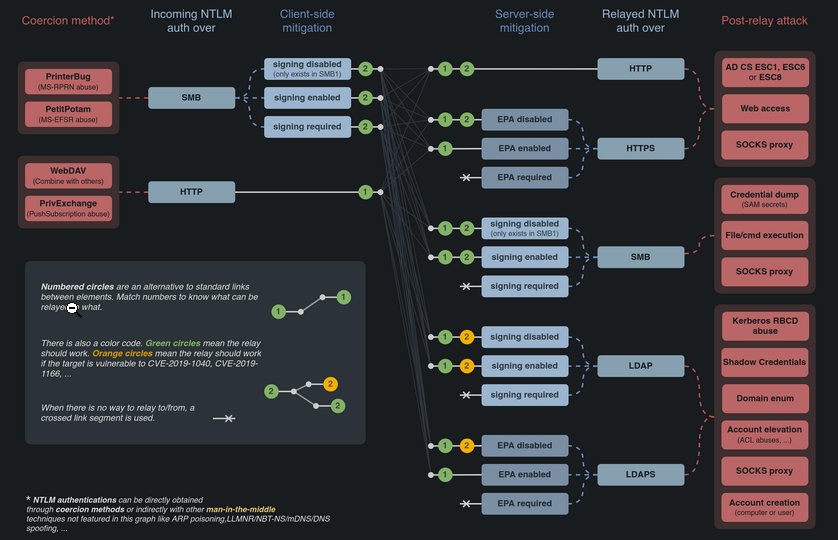 Coercion method*
Incoming NTLM
auth over
Client-side
mitigation
Server-side
mitigation
Relayed NTLM
auth over
Post-relay attack
PrinterBug
(MS-RPRN abuse)
PetitPotam
(MS-EFSR abuse)
SMB
signing disabled
(only exists in SMB1)
2
signing enabled
2
signing required
2
WebDAV
(Combine with others)
PrivExchange
(PushSubscription abuse)
HTTP
1
1 2
HTTP
1 2
EPA disabled
1
EPA enabled
EPA required
HTTPS
AD CS ESC1, ESC6
or ESC8
Web access
SOCKS proxy
1 2
signing disabled
(only exists in SMB1)
1 2
signing enabled
signing required
SMB
Credential dump
(SAM secrets)
File/cmd execution
SOCKS proxy
1 2
signing disabled
1 2
signing enabled
signing required
LDAP
1 2
EPA disabled
1
EPA enabled
EPA required
LDAPS
Kerberos RBCD
abuse
Shadow Credentials
Domain enum
Account elevation
(ACL abuses, ...)
SOCKS proxy
Account creation
(computer or user)
Numbered circles are an alternative to standard links
between elements. Match numbers to know what can be
relayed to what.
1 1
There is also a color code. Green circles mean the relay
should work. Orange circles mean the relay should work
if the target is vulnerable to CVE-2019-1040, CVE-2019-
1166, ...
2 2
2
When there is no way to relay to/from, a
crossed link segment is used.
* NTLM authentications can be directly obtained
through coercion methods or indirectly with other man-in-the-middle
techniques not featured in this graph like ARP poisoning,LLMNR/NBT-NS/mDNS/DNS
spoofing, ...